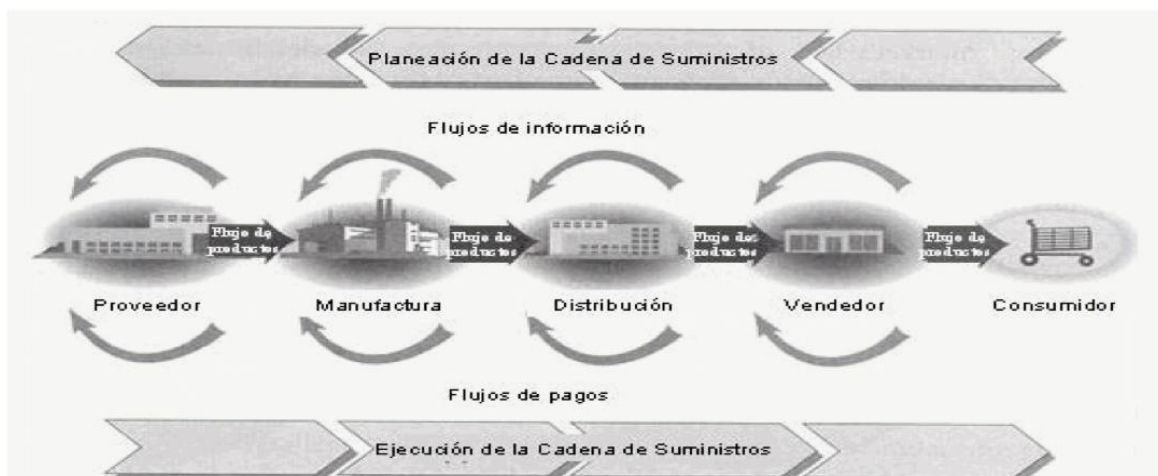 Planeación de la Cadena de Suministros
Flujos de información
Flujo de productos
Flujo de productos
Flujo de productos
Flujo de productos
Proveedor
Manufactura
Distribución
Vendedor
Consumidor
Flujos de pagos
Ejecución de la Cadena de Suministros